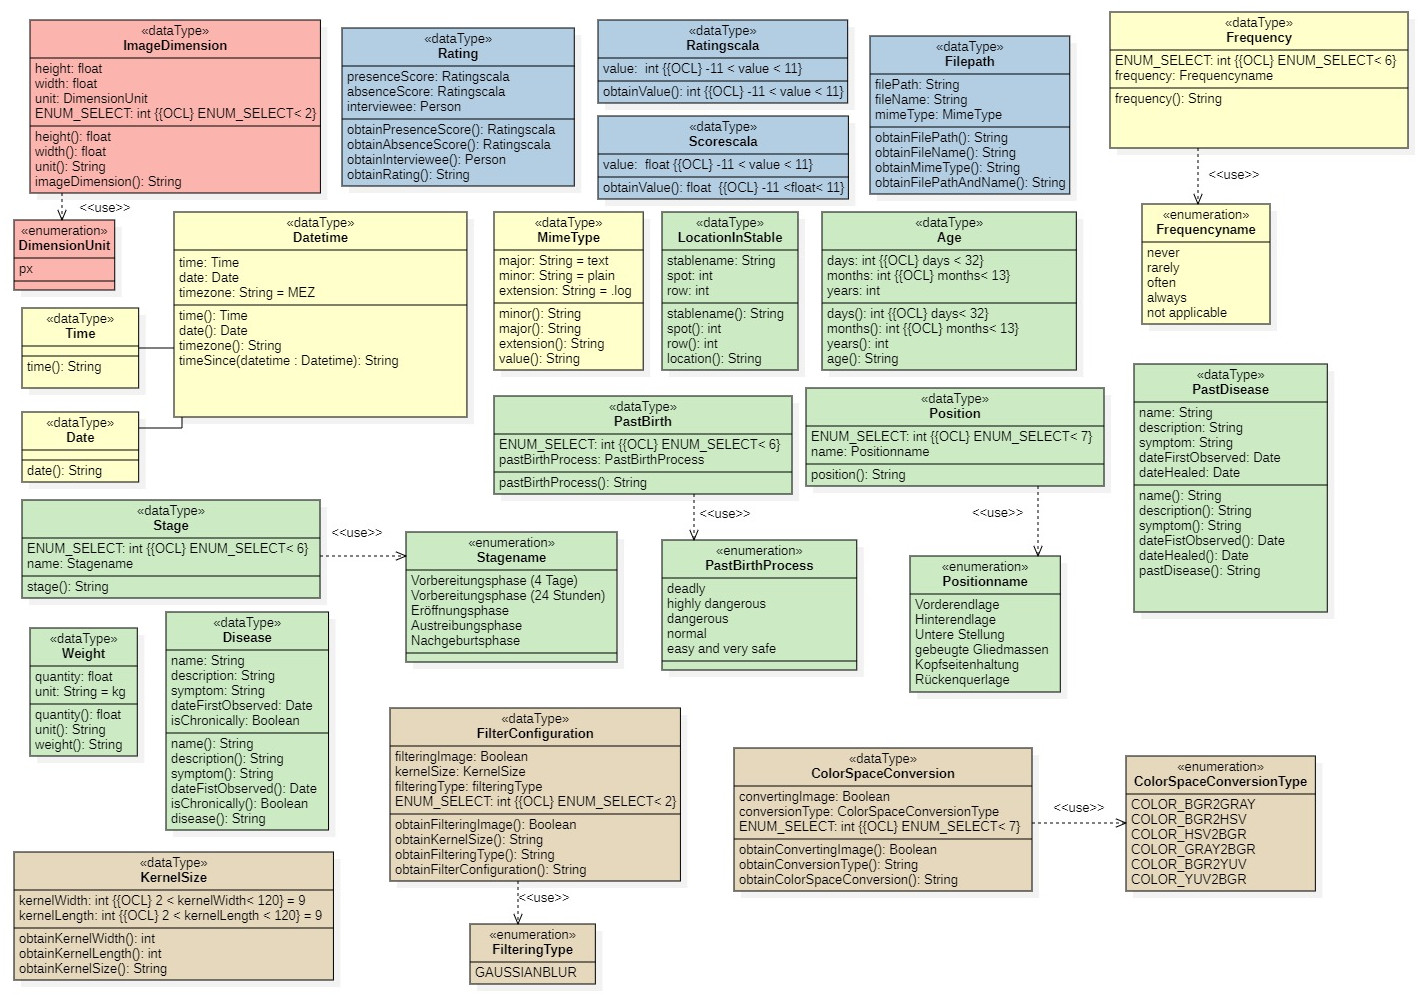 «dataType»
ImageDimension
height: float
width: float
unit: DimensionUnit
ENUM_SELECT: int {{OCL} ENUM_SELECT< 2}
height(): float
width(): float
unit(): String
imageDimension(): String
«dataType»
Rating
presenceScore: Ratingscala
absenceScore: Ratingscala
interviewee: Person
obtainPresenceScore(): Ratingscala
obtainAbsenceScore(): Ratingscala
obtainInterviewee(): Person
obtainRating(): String
«dataType»
Ratingscala
value:  int {{OCL} -11 < value < 11}
obtainValue(): int {{OCL} -11 < value < 11}
«dataType»
Scorescala
value:  float {{OCL} -11 < value < 11}
obtainValue(): float  {{OCL} -11 <float< 11}
«dataType»
Filepath
filePath: String
fileName: String
mimeType: MimeType
obtainFilePath(): String
obtainFileName(): String
obtainMimeType(): String
obtainFilePathAndName(): String
«dataType»
Frequency
ENUM_SELECT: int {{OCL} ENUM_SELECT< 6}
frequency: Frequencyname
frequency(): String
<<use>>
<<use>>
«enumeration»
DimensionUnit
px
«dataType»
Datetime
time: Time
date: Date
timezone: String = MEZ
time(): Time
date(): Date
timezone(): String
timeSince(datetime : Datetime): String
«dataType»
MimeType
major: String = text
minor: String = plain
extension: String = .log
minor(): String
major(): String
extension(): String
value(): String
«dataType»
LocationInStable
stablename: String
spot: int
row: int
stablename(): String
spot(): int
row(): int
location(): String
«dataType»
Age
days: int {{OCL} days < 32}
months: int {{OCL} months< 13}
years: int
days(): int {{OCL} days< 32}
months(): int {{OCL} months< 13}
years(): int
age(): String
«enumeration»
Frequencyname
never
rarely
often
always
not applicable
«dataType»
Time
time(): String
«dataType»
Date
date(): String
«dataType»
PastBirth
ENUM_SELECT: int {{OCL} ENUM_SELECT< 6}
pastBirthProcess: PastBirthProcess
pastBirthProcess(): String
«dataType»
Position
ENUM_SELECT: int {{OCL} ENUM_SELECT< 7}
name: Positionname
position(): String
«dataType»
PastDisease
name: String
description: String
symptom: String
dateFirstObserved: Date
dateHealed: Date
name(): String
description(): String
symptom(): String
dateFistObserved(): Date
dateHealed(): Date
pastDisease(): String
«dataType»
Stage
ENUM_SELECT: int {{OCL} ENUM_SELECT< 6}
name: Stagename
stage(): String
<<use>>
<<use>>
<<use>>
«enumeration»
Stagename
Vorbereitungsphase (4 Tage)
Vorbereitungsphase (24 Stunden)
Eröffnungsphase
Austreibungsphase
Nachgeburtsphase
«enumeration»
PastBirthProcess
deadly
highly dangerous
dangerous
normal
easy and very safe
«enumeration»
Positionname
Vorderendlage
Hinterendlage
Untere Stellung
gebeugte Gliedmassen
Kopfseitenhaltung
Rückenquerlage
«dataType»
Weight
quantity: float
unit: String = kg
quantity(): float
unit(): String
weight(): String
«dataType»
Disease
name: String
description: String
symptom: String
dateFirstObserved: Date
isChronically: Boolean
name(): String
description(): String
symptom(): String
dateFistObserved(): Date
isChronically(): Boolean
disease(): String
«dataType»
FilterConfiguration
filteringImage: Boolean
kernelSize: KernelSize
filteringType: filteringType
ENUM_SELECT: int {{OCL} ENUM_SELECT< 2}
obtainFilteringImage(): Boolean
obtainKernelSize(): String
obtainFilteringType(): String
obtainFilterConfiguration(): String
«dataType»
ColorSpaceConversion
convertingImage: Boolean
conversionType: ColorSpaceConversionType
ENUM_SELECT: int {{OCL} ENUM_SELECT< 7}
obtainConvertingImage(): Boolean
obtainConversionType(): String
obtainColorSpaceConversion(): String
<<use>>
«enumeration»
ColorSpaceConversionType
COLOR_BGR2GRAY
COLOR_BGR2HSV
COLOR_HSV2BGR
COLOR_GRAY2BGR
COLOR_BGR2YUV
COLOR_YUV2BGR
«dataType»
KernelSize
kernelWidth: int {{OCL} 2 < kernelWidth< 120} = 9
kernelLength: int {{OCL} 2 < kernelLength < 120} = 9
obtainKernelWidth(): int
obtainKernelLength(): int
obtainKernelSize(): String
<<use>>
«enumeration»
FilteringType
GAUSSIANBLUR